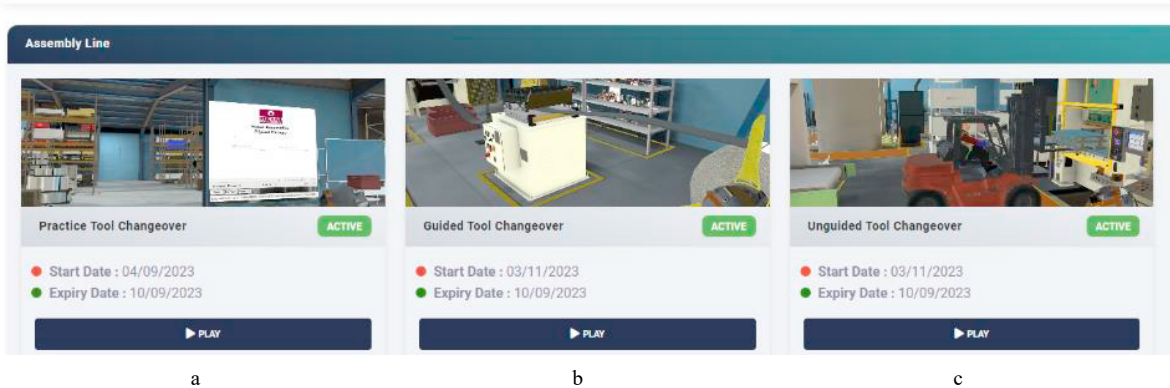 Assembly Line
Practice Tool Changeover
ACTIVE
Start Date : 04/09/2023
Expiry Date : 10/09/2023
PLAY
a
Guided Tool Changeover
ACTIVE
Start Date : 03/11/2023
Expiry Date : 10/09/2023
PLAY
b
Unguided Tool Changeover
ACTIVE
Start Date : 03/11/2023
Expiry Date : 10/09/2023
PLAY
c